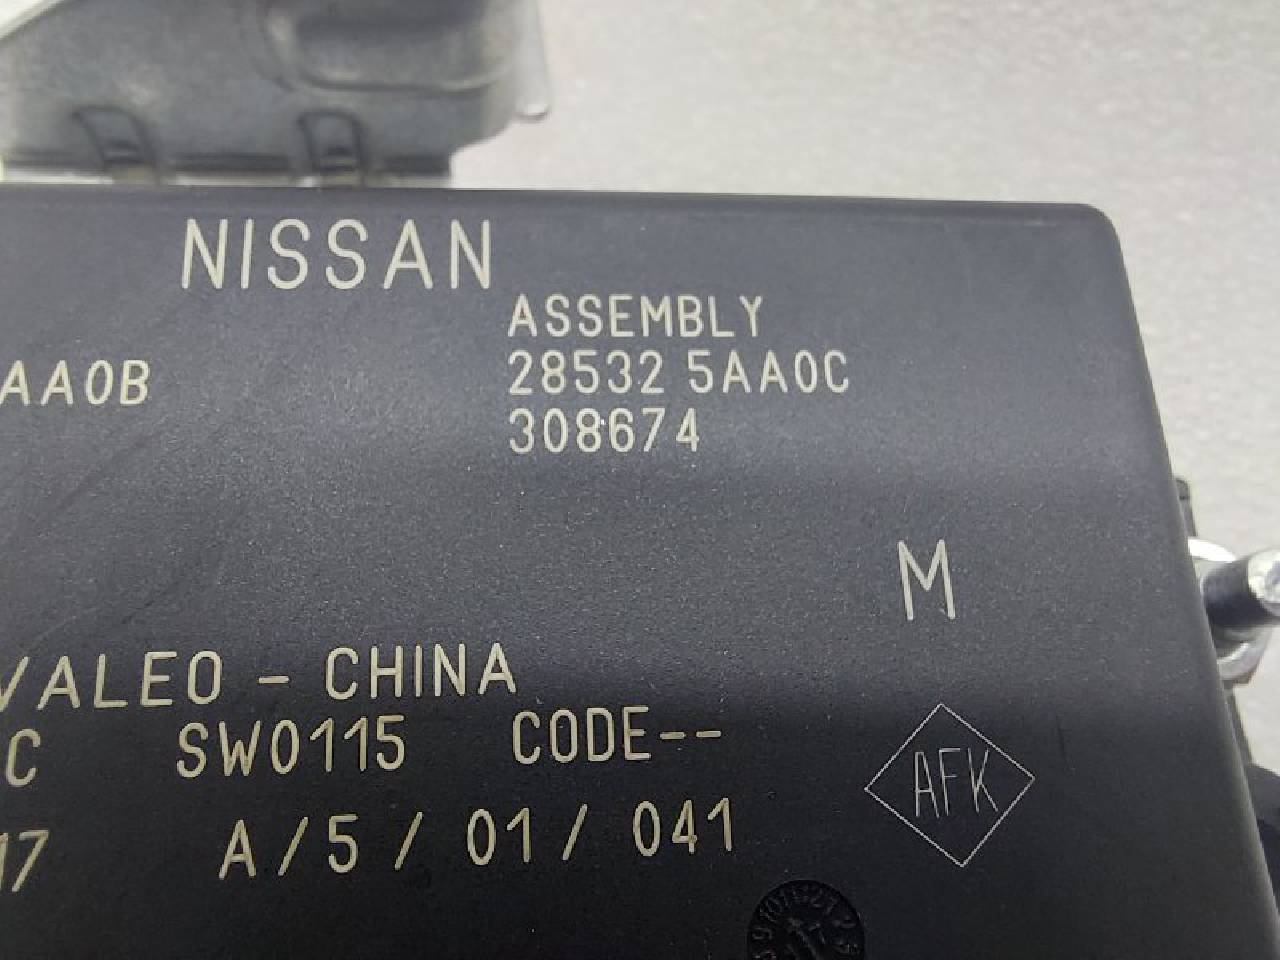 NISSAN
ASSEMBLY
AA0B 28532 5AA0C
308674
M
VALEO - CHINA
C SW0115 CODE--
AFK
17 A/5/01/041